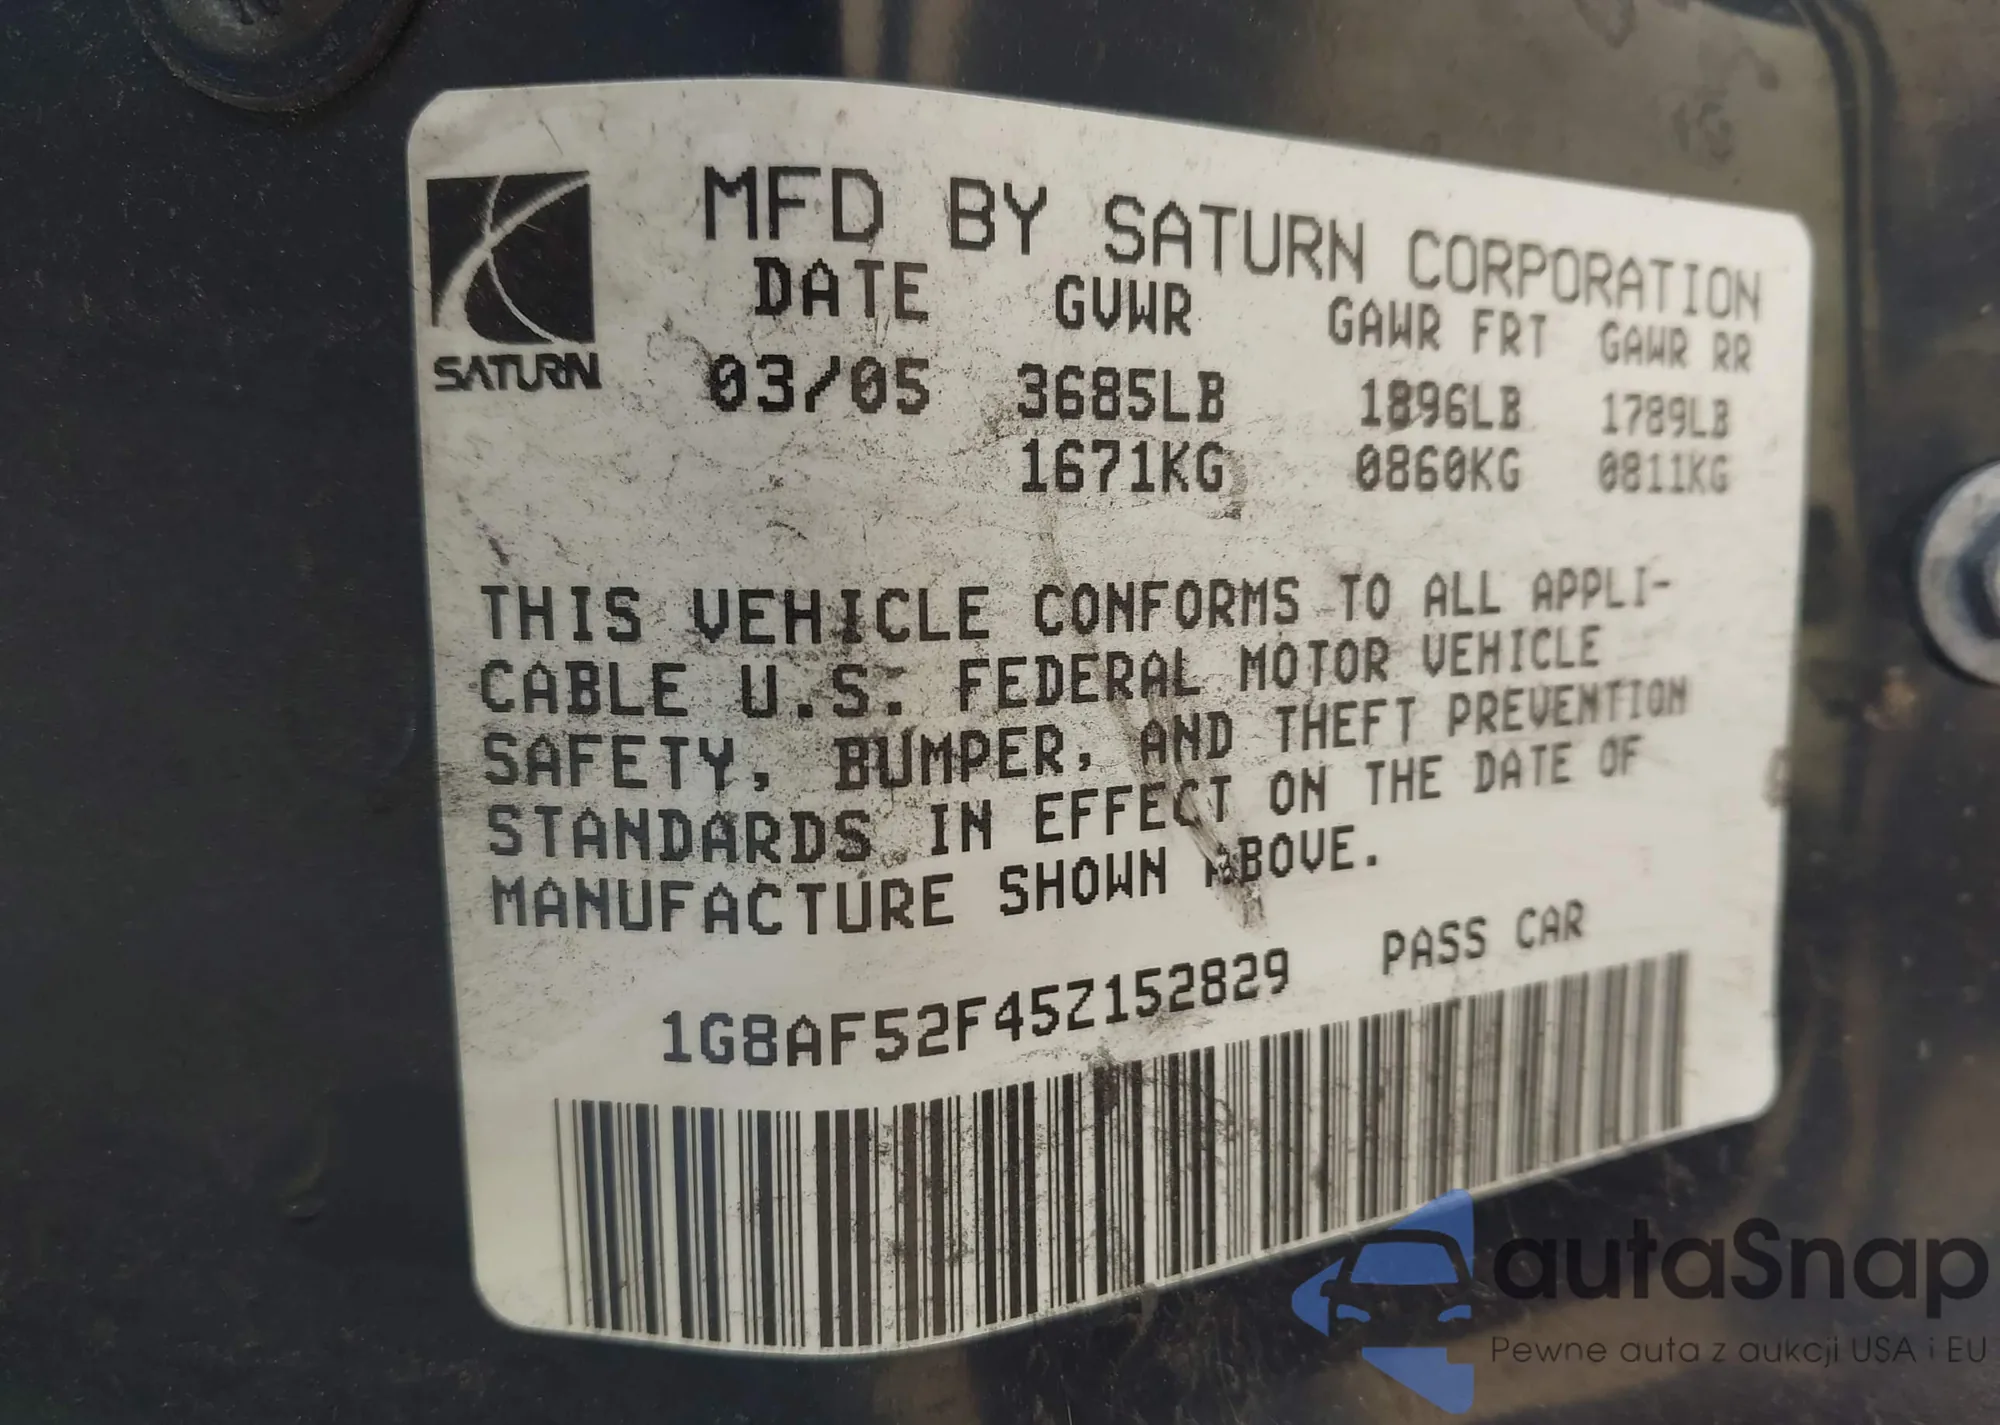 MFD BY SATURN CORPORATION
DATE GVWR GAWR FRT GAWR RR
SATURN
03/05 3685LB 1896LB 1789LB
1671KG 0860KG 0811KG
THIS VEHICLE CONFORMS TO ALL APPLI-
CABLE U.S. FEDERAL MOTOR VEHICLE
SAFETY, BUMPER, AND THEFT PREVENTION
STANDARDS IN EFFECT ON THE DATE OF
MANUFACTURE SHOWN ABOVE.
1G8AF52F45Z152829 PASS CAR
autaSnap
Pewne auta z aukcji USA i EU